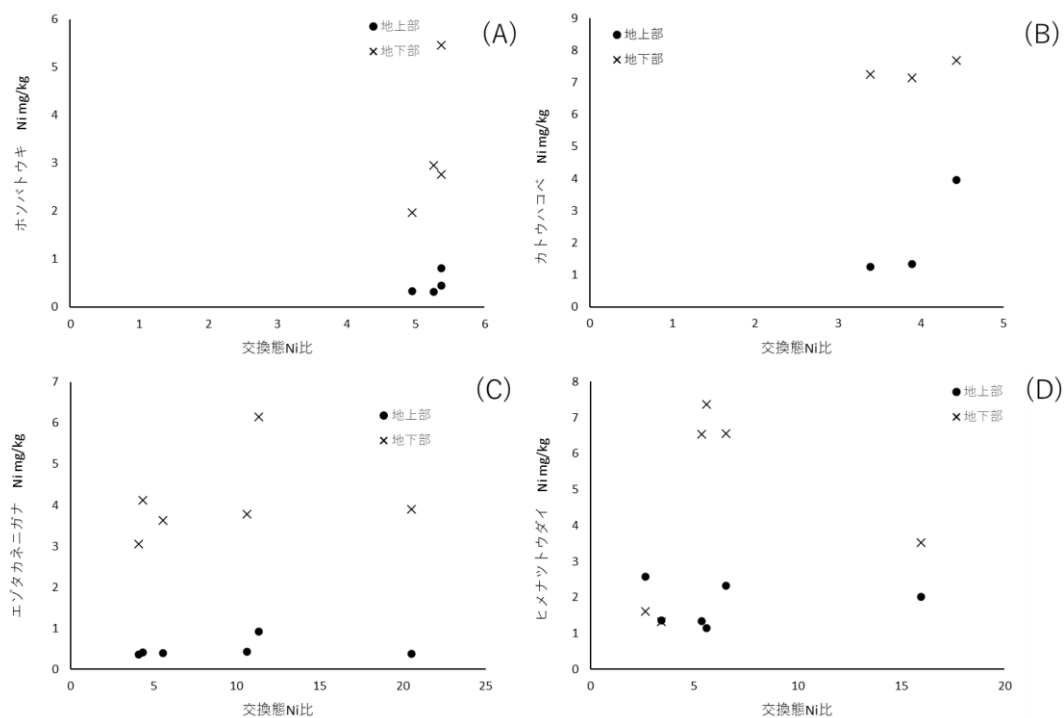 (A)
● 地上部
× 地下部
ホソバトウキ Ni mg/kg
6
5
4
3
2
1
0
0 1 2 3 4 5 6
交換態Ni比
(B)
● 地上部
× 地下部
カトウハコベ Ni mg/kg
9
8
7
6
5
4
3
2
1
0
0 1 2 3 4 5
交換態Ni比
(C)
● 地上部
× 地下部
エゾタカネニガナ Ni mg/kg
7
6
5
4
3
2
1
0
0 5 10 15 20 25
交換態Ni比
(D)
● 地上部
× 地下部
ヒメナツトウダイ Ni mg/kg
8
7
6
5
4
3
2
1
0
0 5 10 15 20
交換態Ni比